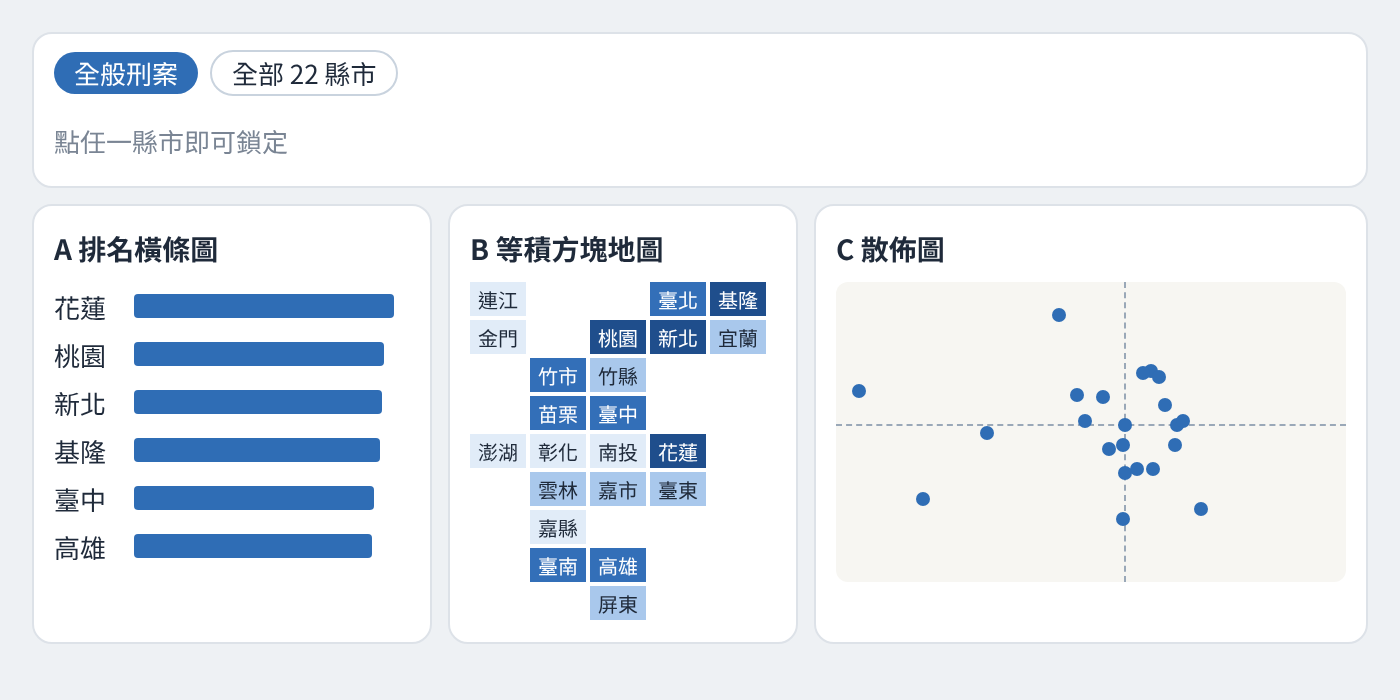 全般刑案 全部 22 縣市
點任一縣市即可鎖定
A 排名橫條圖
花蓮
桃園
新北
基隆
臺中
高雄
B 等積方塊地圖
連江 臺北 基隆
金門 桃園 新北 宜蘭
竹市 竹縣
苗栗 臺中
澎湖 彰化 南投 花蓮
雲林 嘉市 臺東
嘉縣
臺南 高雄
屏東
C 散佈圖